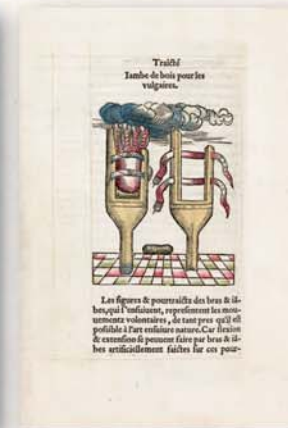 Traicté
Iambe de bois pour les
vulgaires.
Les figures & pourtraicts des bras & iã-
bes, qui s'ensuiuent, representent les mou-
uements volontaires, de tant pres qu'il est
possible à l'art ensuiure nature. Car flexion
& extension se peuuent faire par bras & iã-
bes artificiellement faictes sur ces pour-